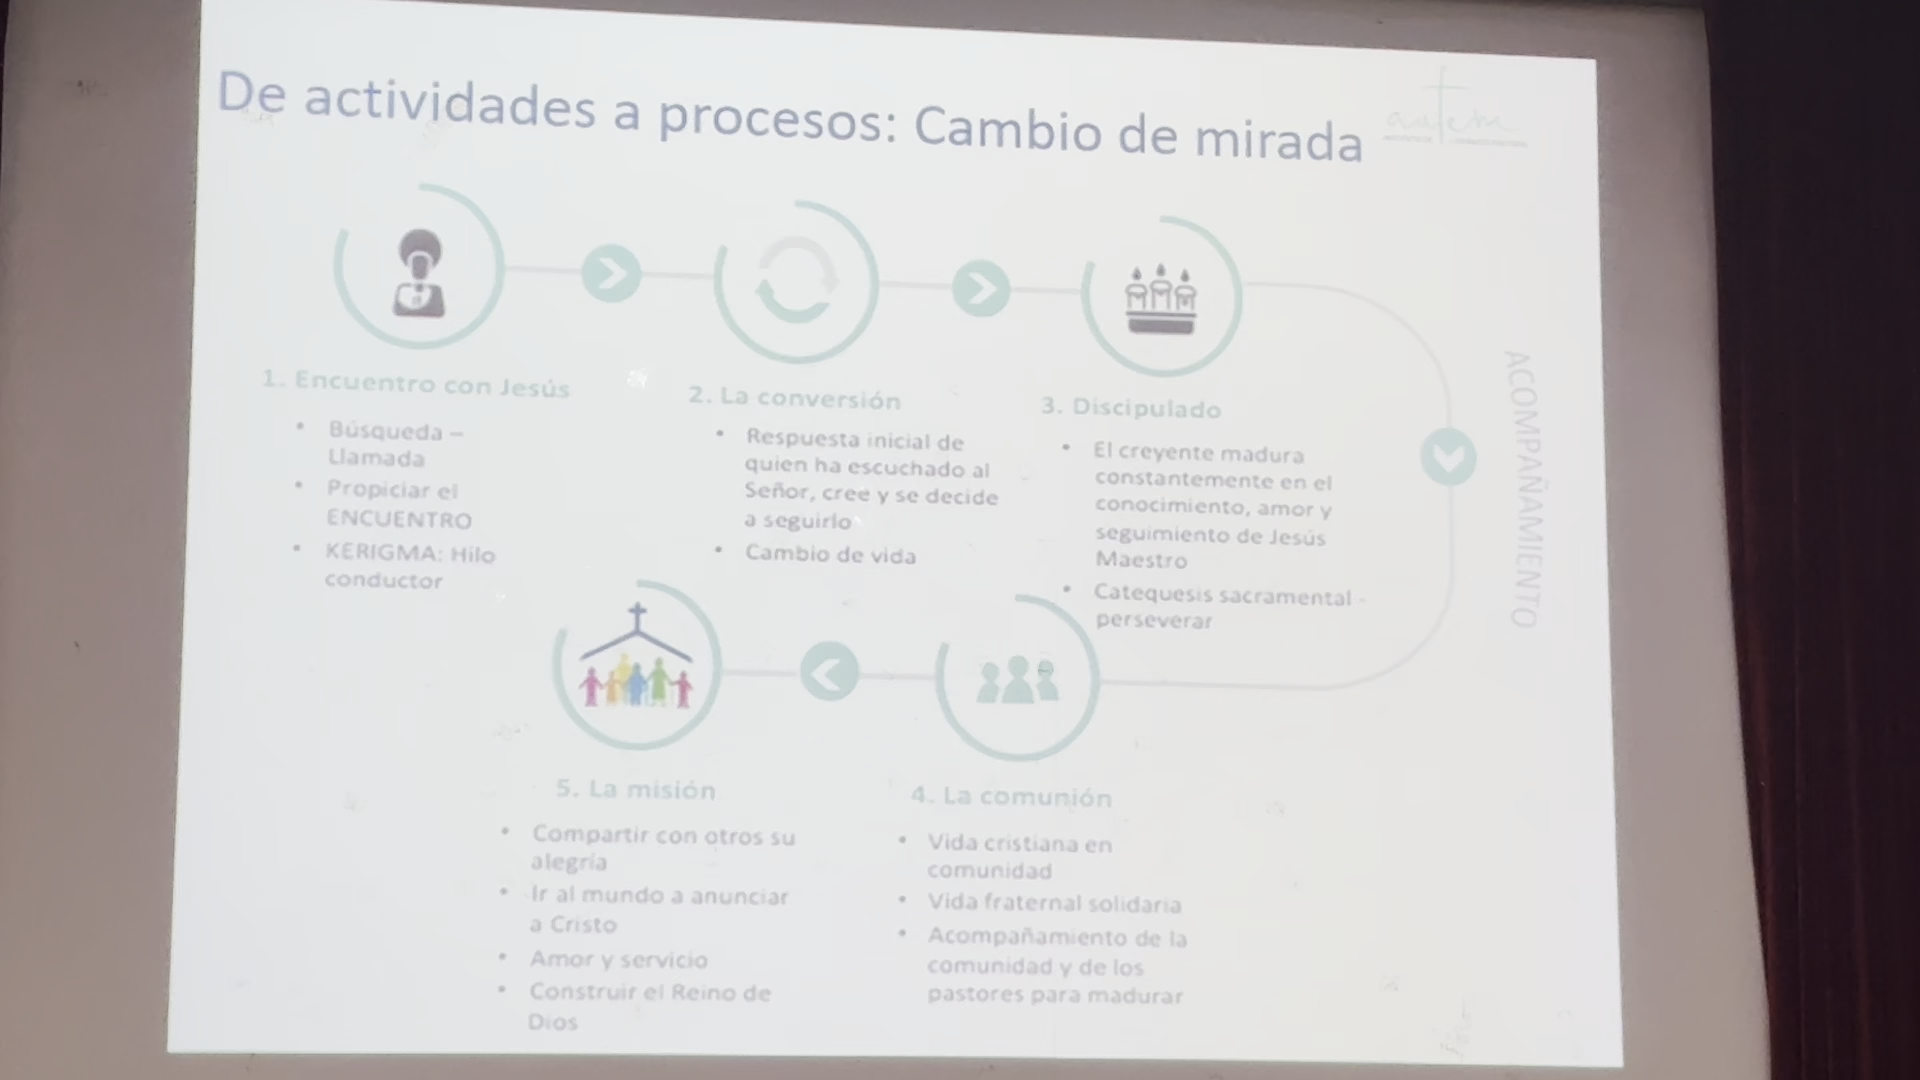 De actividades a procesos: Cambio de mirada
autem
1. Encuentro con Jesús
• Búsqueda –
Llamada
• Propiciar el
ENCUENTRO
• KERIGMA: Hilo
conductor
2. La conversión
• Respuesta inicial de
quien ha escuchado al
Señor, cree y se decide
a seguirlo
• Cambio de vida
3. Discipulado
• El creyente madura
constantemente en el
conocimiento, amor y
seguimiento de Jesús
Maestro
• Catequesis sacramental -
perseverar
ACOMPAÑAMIENTO
4. La comunión
• Vida cristiana en
comunidad
• Vida fraternal solidaria
• Acompañamiento de la
comunidad y de los
pastores para madurar
5. La misión
• Compartir con otros su
alegría
• Ir al mundo a anunciar
a Cristo
• Amor y servicio
• Construir el Reino de
Dios